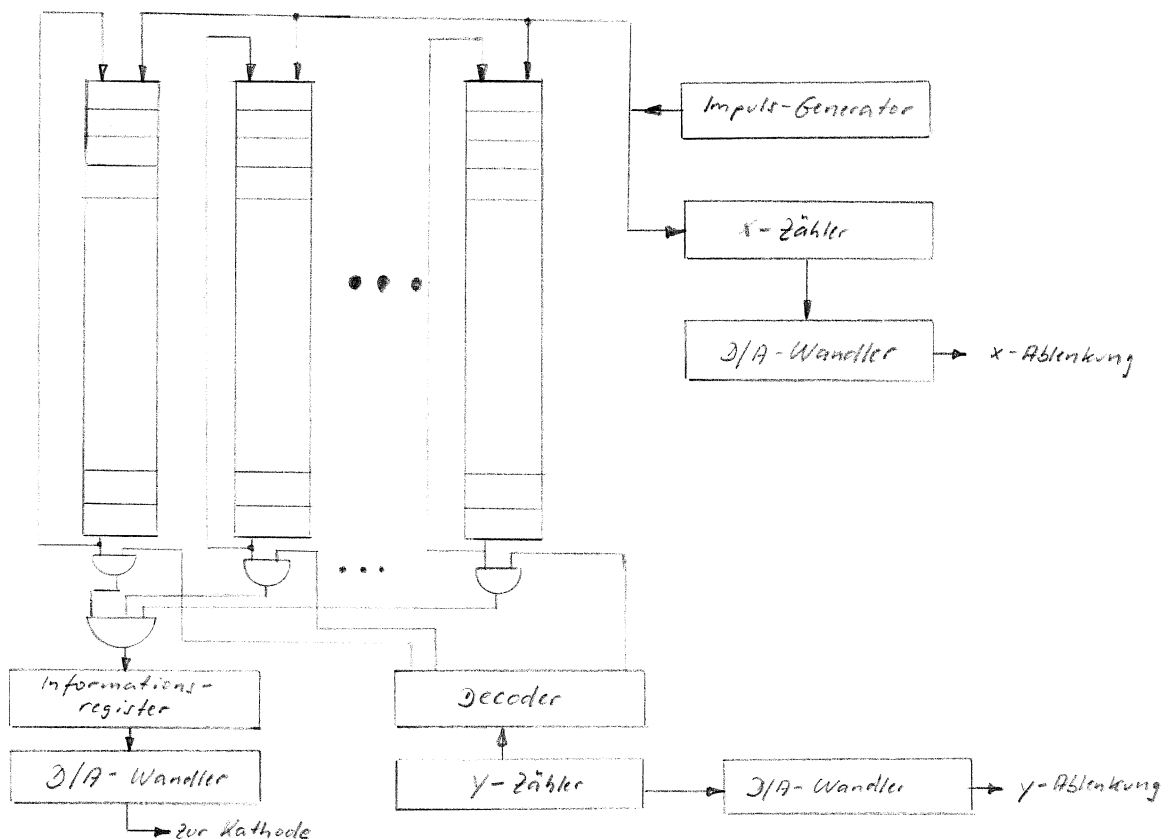 Impuls-Generator
x-Zähler
D/A-Wandler
x-Ablenkung
Informations-
register
Decoder
D/A-Wandler
y-Zähler
D/A-Wandler
y-Ablenkung
zur Kathode